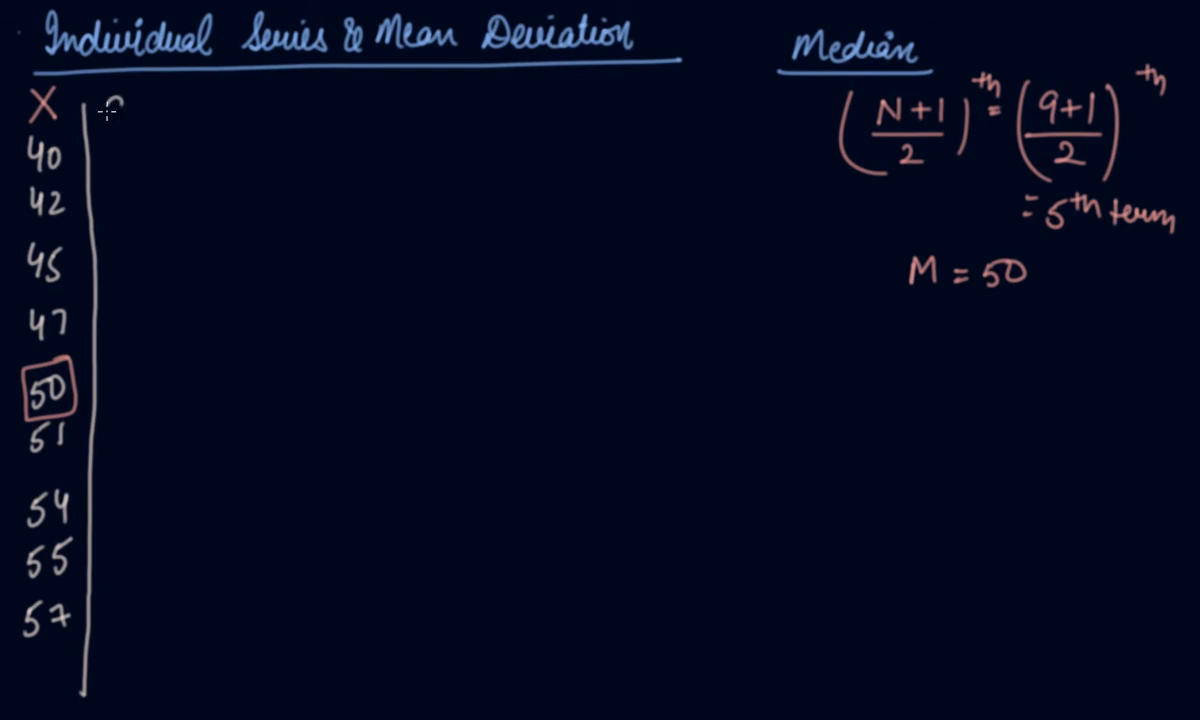 Individual Series & Mean Deviation
Median
X
40
42
45
47
50
51
54
55
57
(N+1/2)th = (9+1/2)th
= 5th term
M = 50